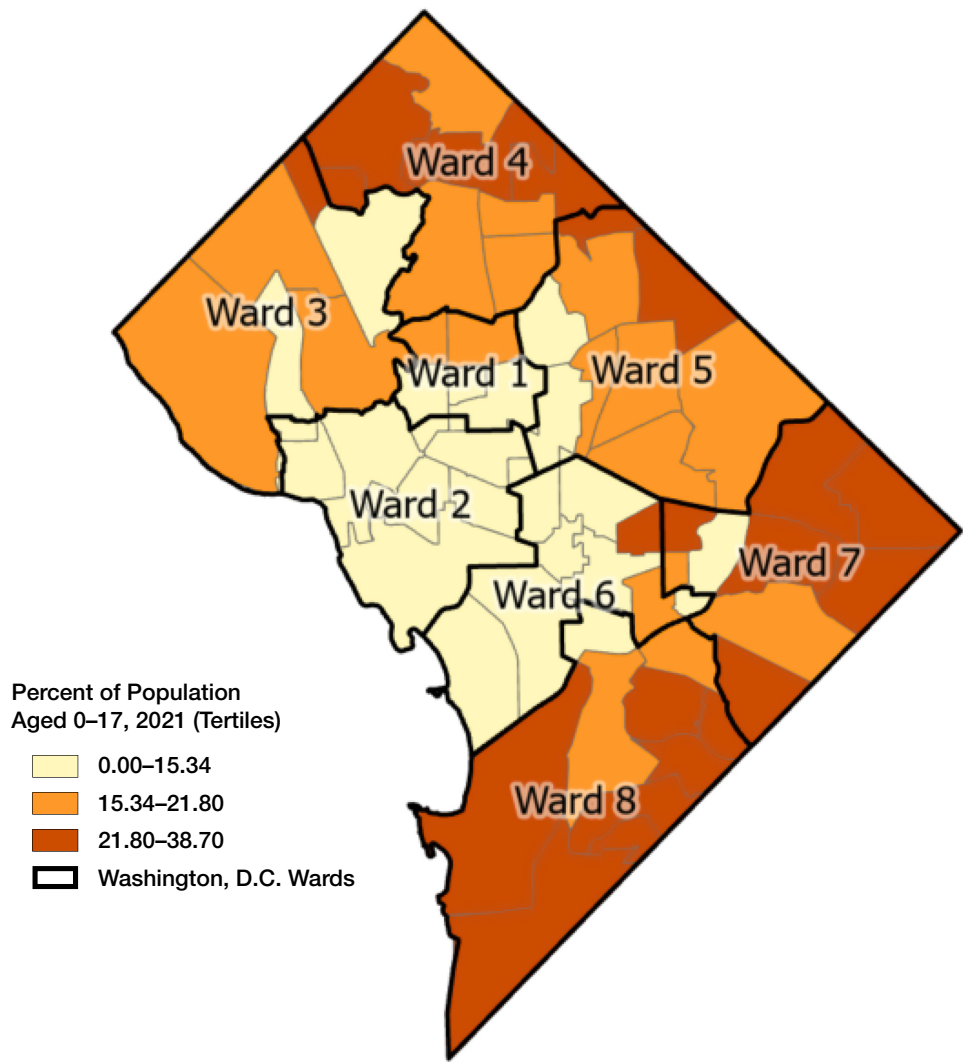 Ward 4
Ward 3
Ward 1
Ward 5
Ward 2
Ward 7
Ward 6
Ward 8
Percent of Population
Aged 0–17, 2021 (Tertiles)
0.00–15.34
15.34–21.80
21.80–38.70
Washington, D.C. Wards